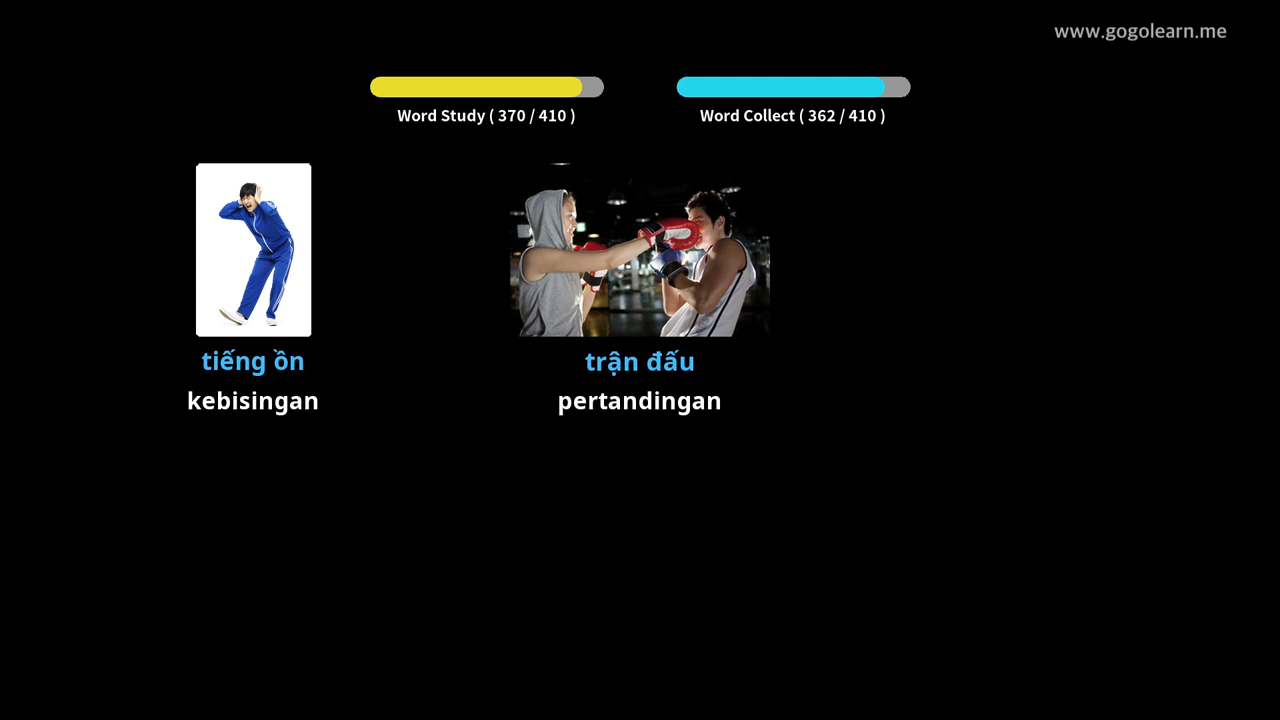 www.gogolearn.me
Word Study ( 370 / 410 )
Word Collect ( 362 / 410 )
tiếng ồn
kebisingan
trận đấu
pertandingan